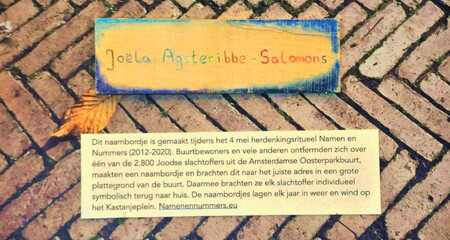 Joëla Agsteribbe - Salomons
Dit naambordje is gemaakt tijdens het 4 mei herdenkingsritueel Namen en
Nummers (2012-2020). Buurtbewoners en vele anderen ontfermden zich over
één van de 2.800 Joodse slachtoffers uit de Amsterdamse Oosterparkbuurt,
maakten een naambordje en brachten dit naar het juiste adres in een grote
plattegrond van de buurt. Daarmee brachten ze elk slachtoffer individueel
symbolisch terug naar huis. De naambordjes lagen elk jaar in weer en wind op
het Kastanjeplein. Namenennummers.eu